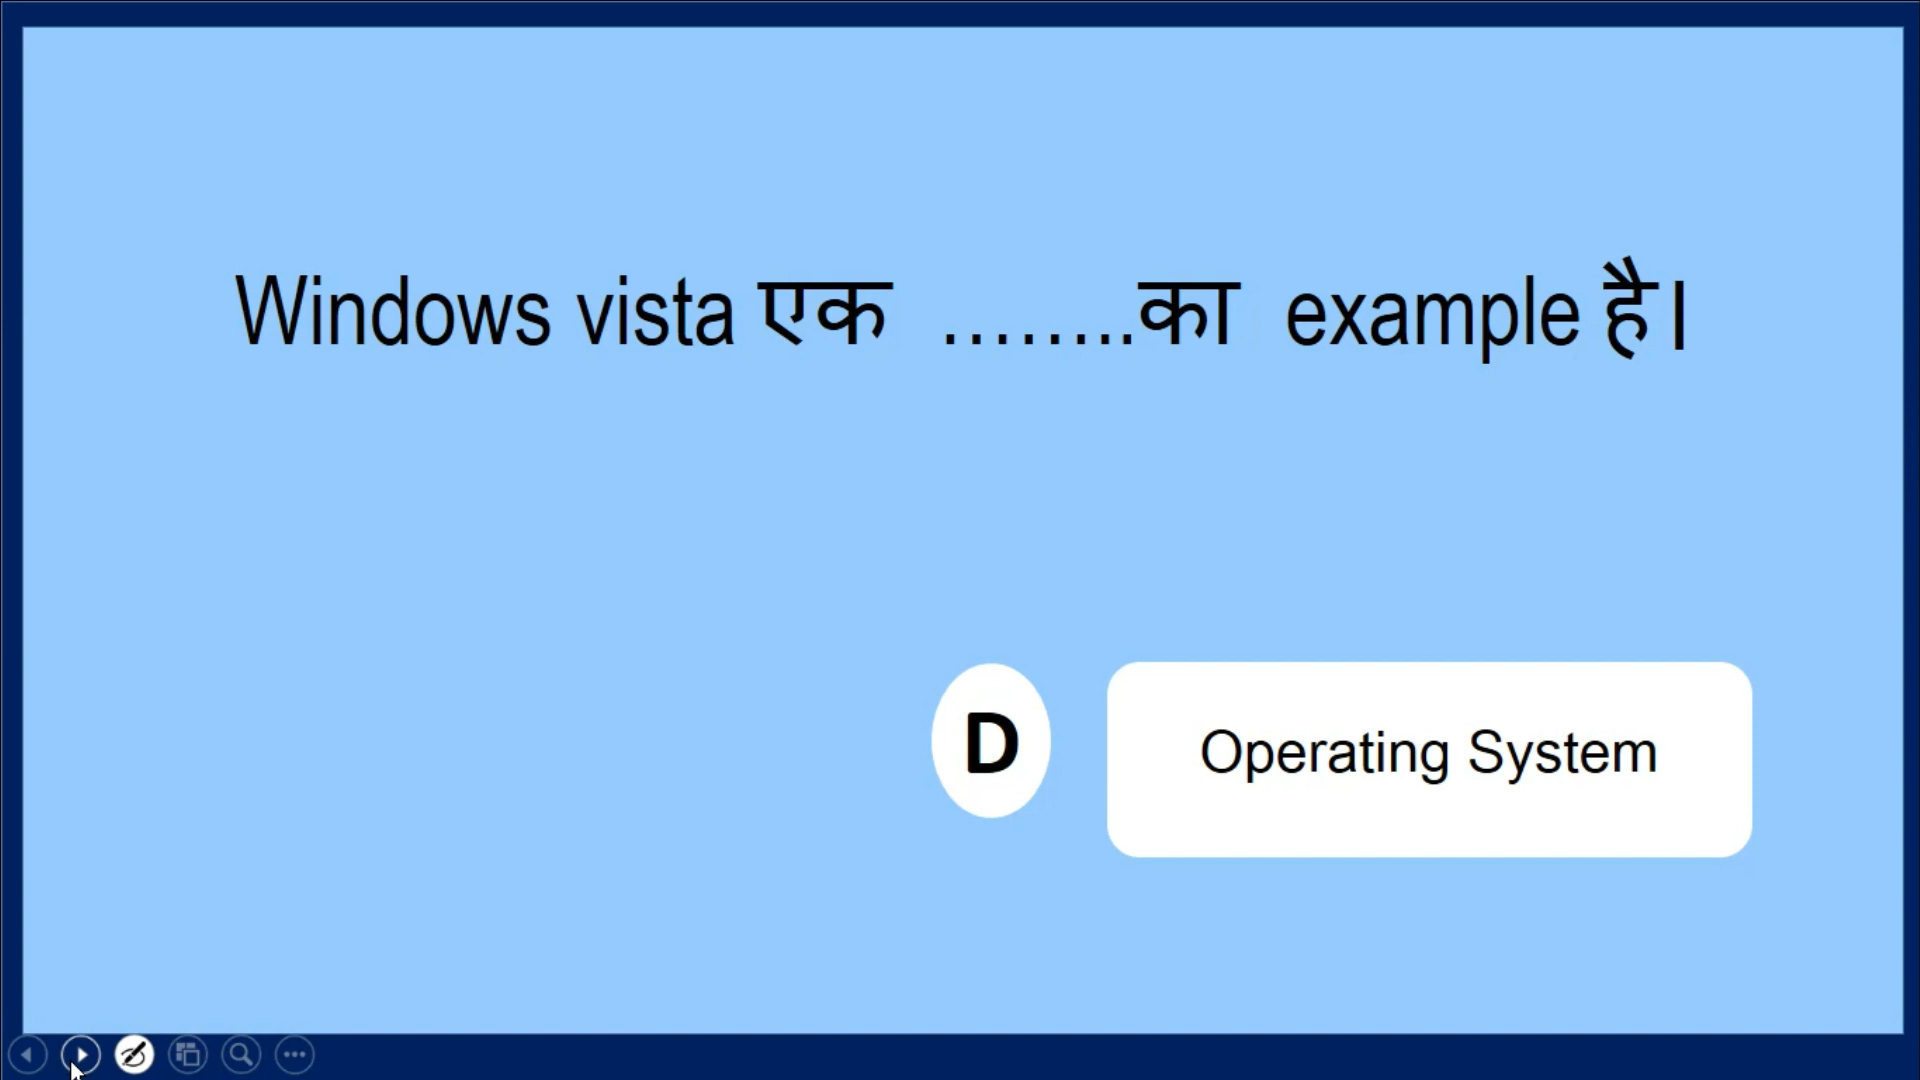 Windows vista एक ........का example है।
D
Operating System